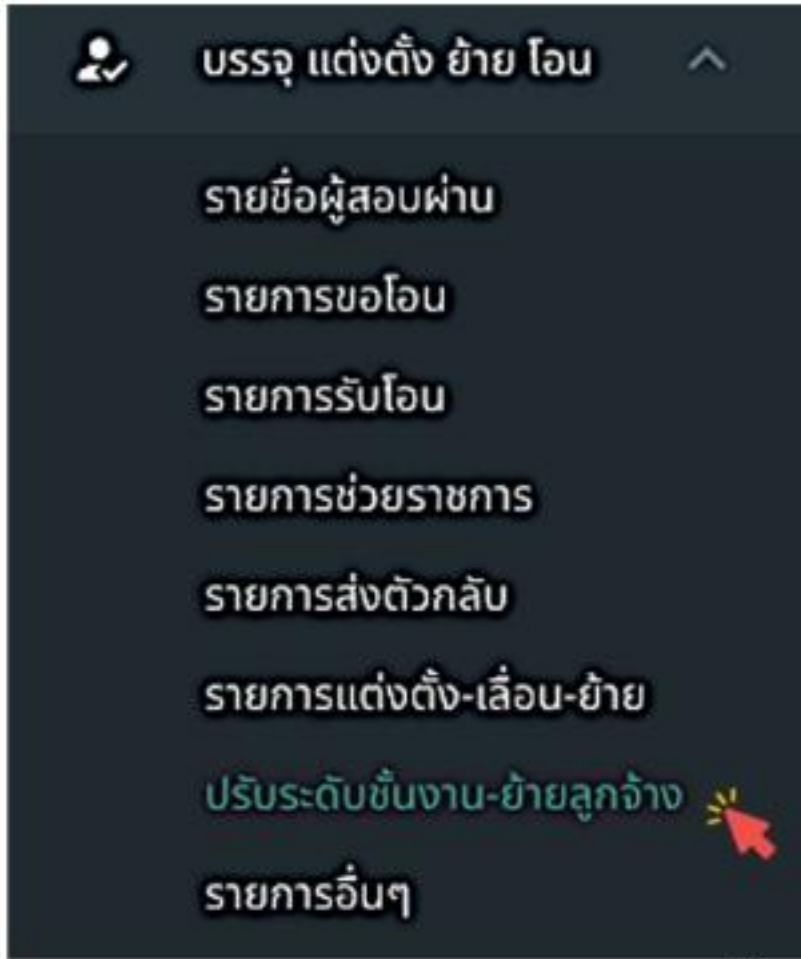 บรรจุ แต่งตั้ง ย้าย โอน
รายชื่อผู้สอบผ่าน
รายการขอโอน
รายการรับโอน
รายการช่วยราชการ
รายการส่งตัวกลับ
รายการแต่งตั้ง-เลื่อน-ย้าย
ปรับระดับชั้นงาน-ย้ายลูกจ้าง
รายการอื่นๆ